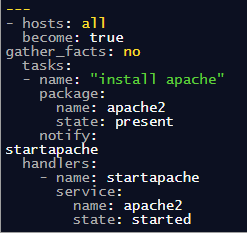 ---
- hosts: all
  become: true
gather_facts: no
  tasks:
  - name: "install apache"
    package:
      name: apache2
      state: present
    notify:
startapache
  handlers:
    - name: startapache
      service:
        name: apache2
        state: started